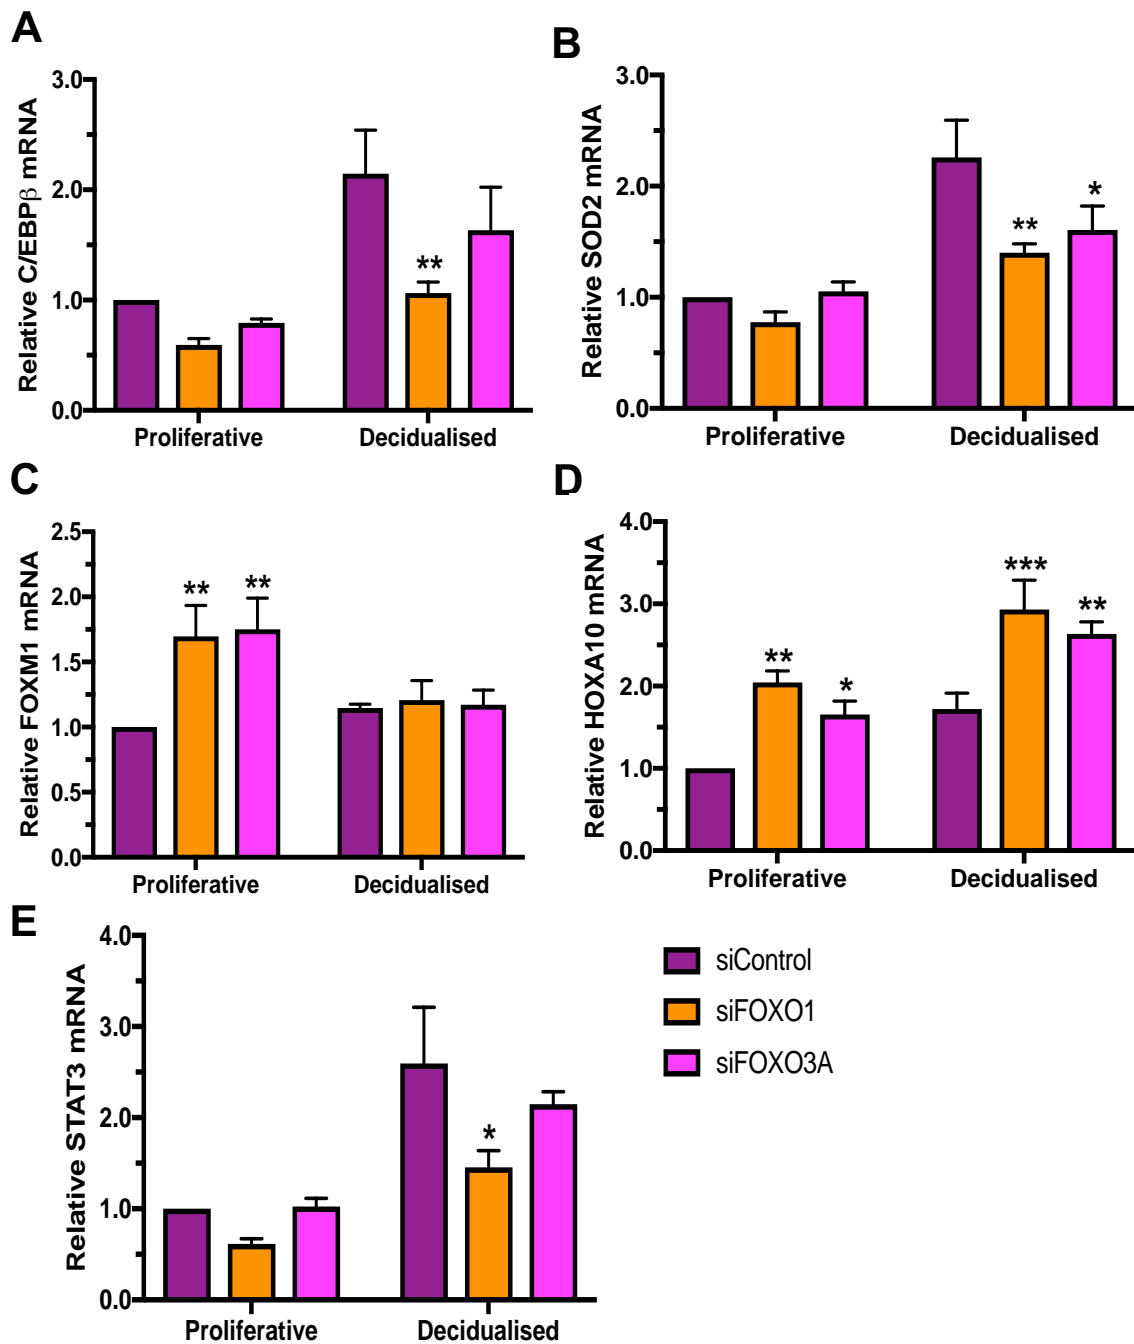 A
Relative C/EBPβ mRNA
3.0
2.0
1.0
0.0
**
Proliferative
Decidualised
B
Relative SOD2 mRNA
3.0
2.0
1.0
0.0
**
*
Proliferative
Decidualised
C
Relative FOXM1 mRNA
2.5
2.0
1.5
1.0
0.5
0.0
**
**
Proliferative
Decidualised
D
Relative HOXA10 mRNA
4.0
3.0
2.0
1.0
0.0
**
*
***
**
Proliferative
Decidualised
E
Relative STAT3 mRNA
4.0
3.0
2.0
1.0
0.0
*
Proliferative
Decidualised
siControl
siFOXO1
siFOXO3A